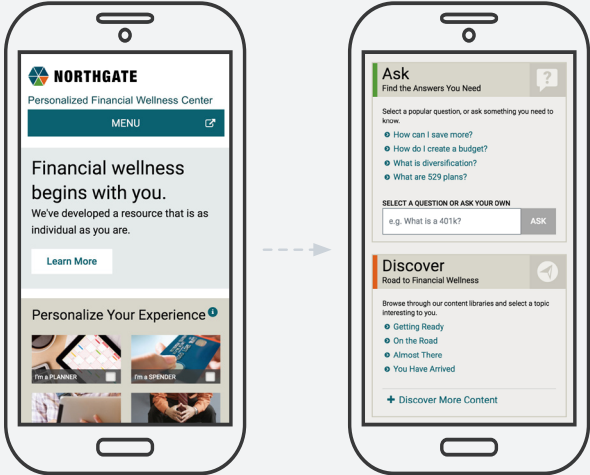 NORTHGATE
Personalized Financial Wellness Center
MENU
Financial wellness
begins with you.
We've developed a resource that is as
individual as you are.
Learn More
Personalize Your Experience
I'm a PLANNER
I'm a SPENDER
Ask
Find the Answers You Need
Select a popular question, or ask something you need to
know.
How can I save more?
How do I create a budget?
What is diversification?
What are 529 plans?
SELECT A QUESTION OR ASK YOUR OWN
e.g. What is a 401k?
ASK
Discover
Road to Financial Wellness
Browse through our content libraries and select a topic
interesting to you.
Getting Ready
On the Road
Almost There
You Have Arrived
+ Discover More Content